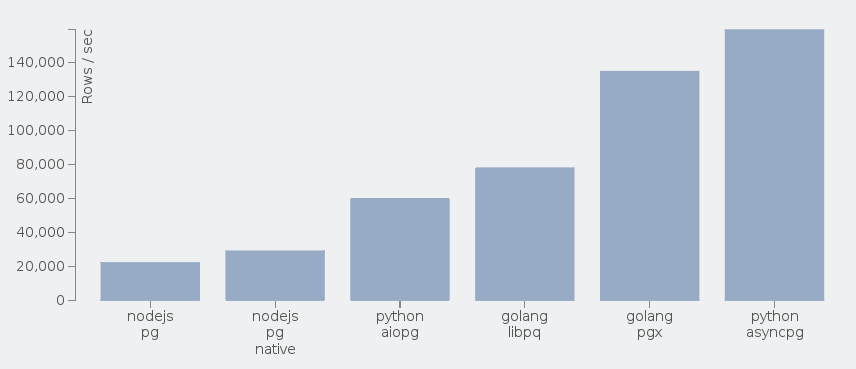 Rows / sec
140,000
120,000
100,000
80,000
60,000
40,000
20,000
0
nodejs
pg
nodejs
pg
native
python
aiopg
golang
libpq
golang
pgx
python
asyncpg